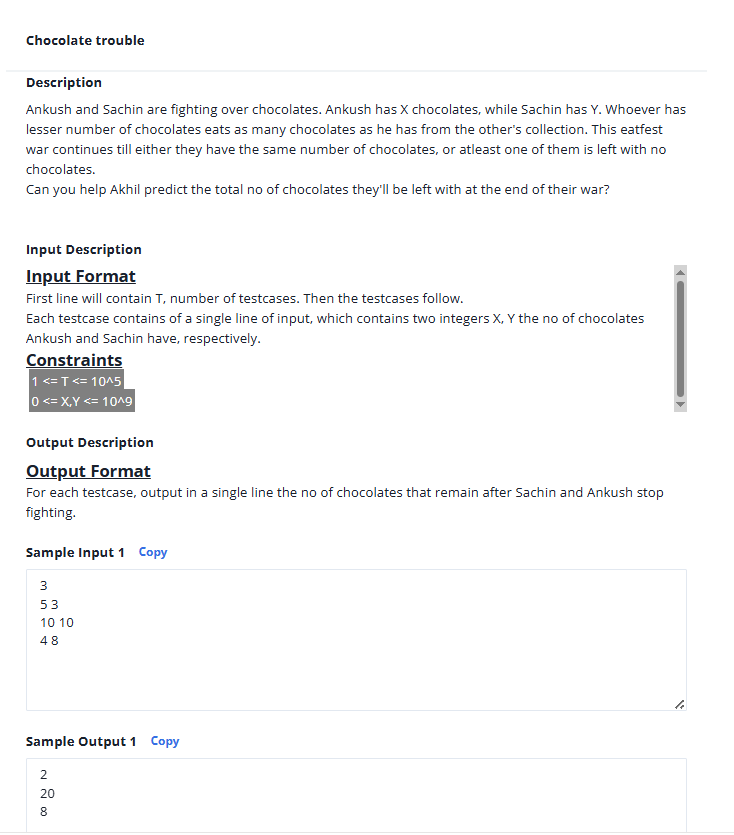 Chocolate trouble
Description
Ankush and Sachin are fighting over chocolates. Ankush has X chocolates, while Sachin has Y. Whoever has
lesser number of chocolates eats as many chocolates as he has from the other's collection. This eatfest
war continues till either they have the same number of chocolates, or atleast one of them is left with no
chocolates.
Can you help Akhil predict the total no of chocolates they'll be left with at the end of their war?
Input Description
Input Format
First line will contain T, number of testcases. Then the testcases follow.
Each testcase contains of a single line of input, which contains two integers X, Y the no of chocolates
Ankush and Sachin have, respectively.
Constraints
1 <= T <= 10^5
0 <= X,Y <= 10^9
Output Description
Output Format
For each testcase, output in a single line the no of chocolates that remain after Sachin and Ankush stop
fighting.
Sample Input 1 Copy
3
5 3
10 10
4 8
Sample Output 1 Copy
2
20
8